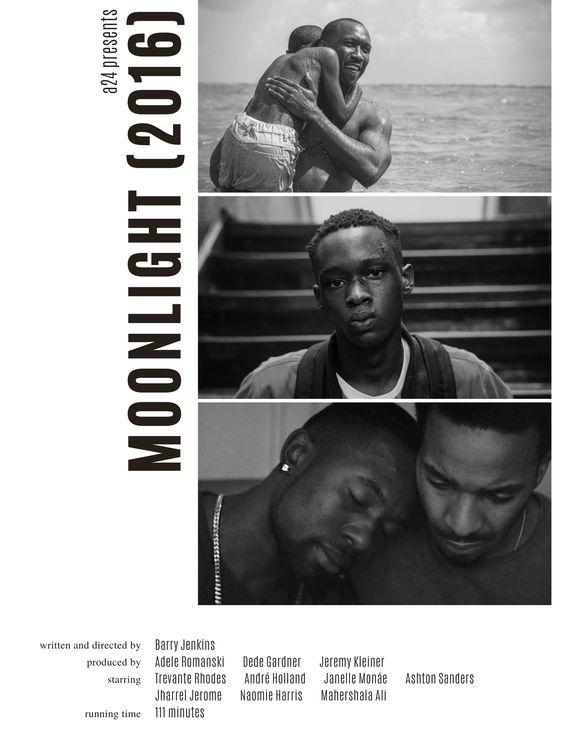 a24 presents
MOONLIGHT (2016)
written and directed by Barry Jenkins
produced by Adele Romanski Dede Gardner Jeremy Kleiner
starring Trevante Rhodes André Holland Janelle Monáe Ashton Sanders
Jharrel Jerome Naomie Harris Mahershala Ali
running time 111 minutes